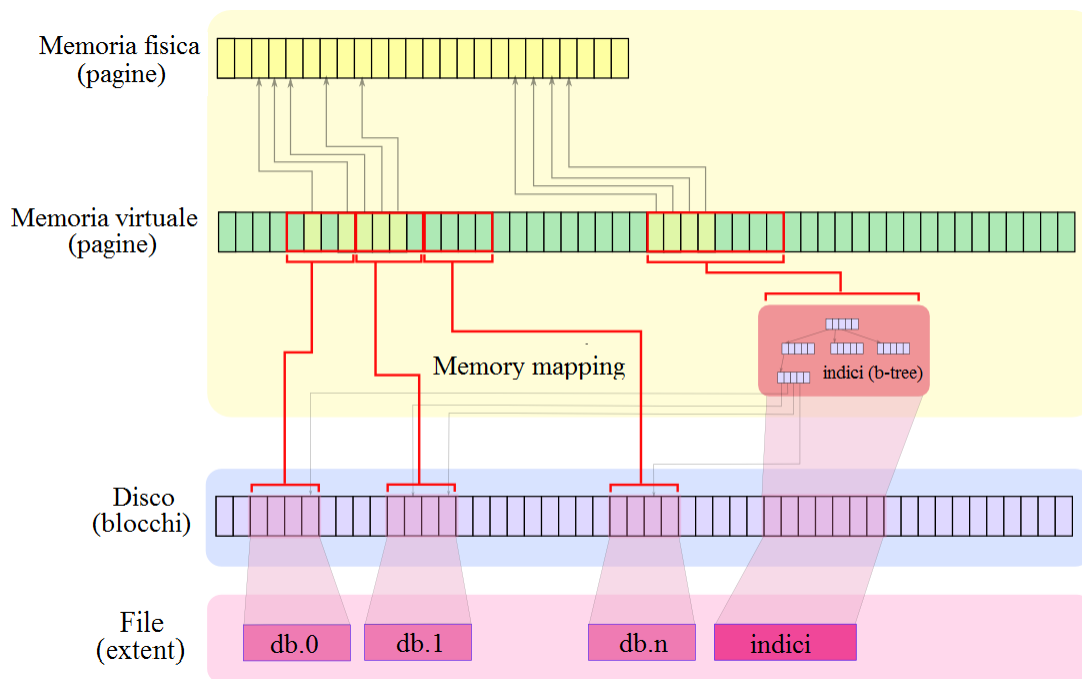 Memoria fisica
(pagine)
Memoria virtuale
(pagine)
Memory mapping
indici (b-tree)
Disco
(blocchi)
File
(extent)
db.0
db.1
db.n
indici